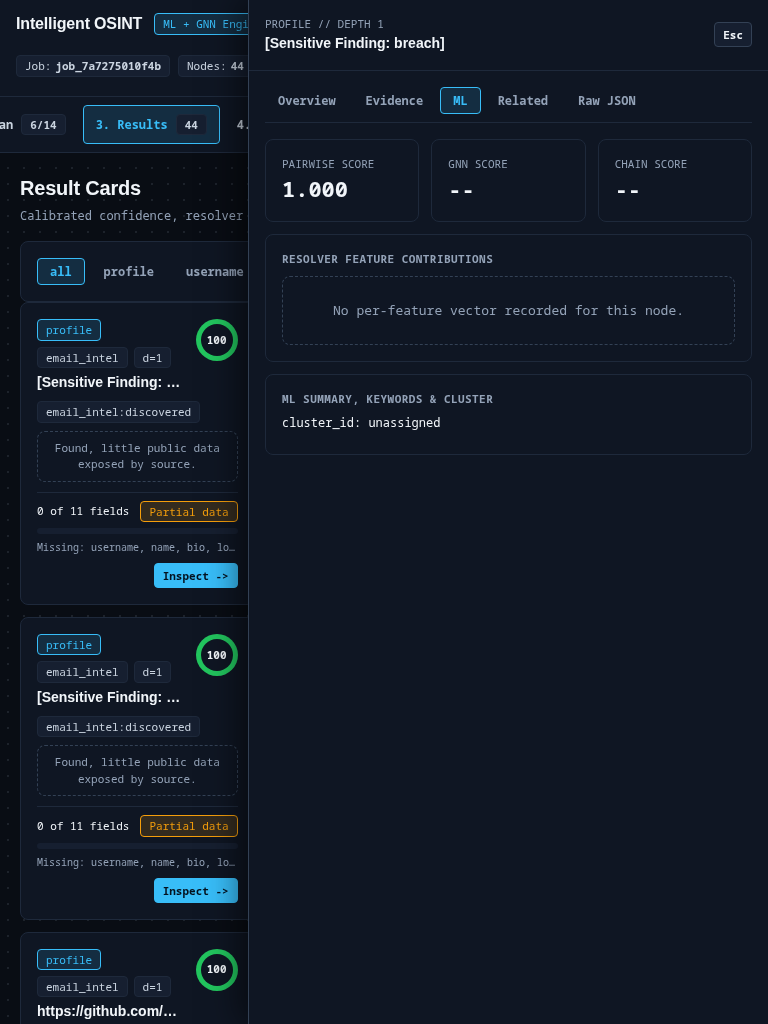 Intelligent OSINT
ML + GNN Engi
Job: job_7a7275010f4b
Nodes: 44
an 6/14
3. Results 44
4.
Result Cards
Calibrated confidence, resolver
all profile username
profile
100
email_intel d=1
[Sensitive Finding: …
email_intel:discovered
Found, little public data
exposed by source.
0 of 11 fields Partial data
Missing: username, name, bio, lo…
Inspect ->
profile
100
email_intel d=1
[Sensitive Finding: …
email_intel:discovered
Found, little public data
exposed by source.
0 of 11 fields Partial data
Missing: username, name, bio, lo…
Inspect ->
profile
100
email_intel d=1
https://github.com/…
PROFILE // DEPTH 1
[Sensitive Finding: breach]
Esc
Overview Evidence ML Related Raw JSON
PAIRWISE SCORE
1.000
GNN SCORE
--
CHAIN SCORE
--
RESOLVER FEATURE CONTRIBUTIONS
No per-feature vector recorded for this node.
ML SUMMARY, KEYWORDS & CLUSTER
cluster_id: unassigned